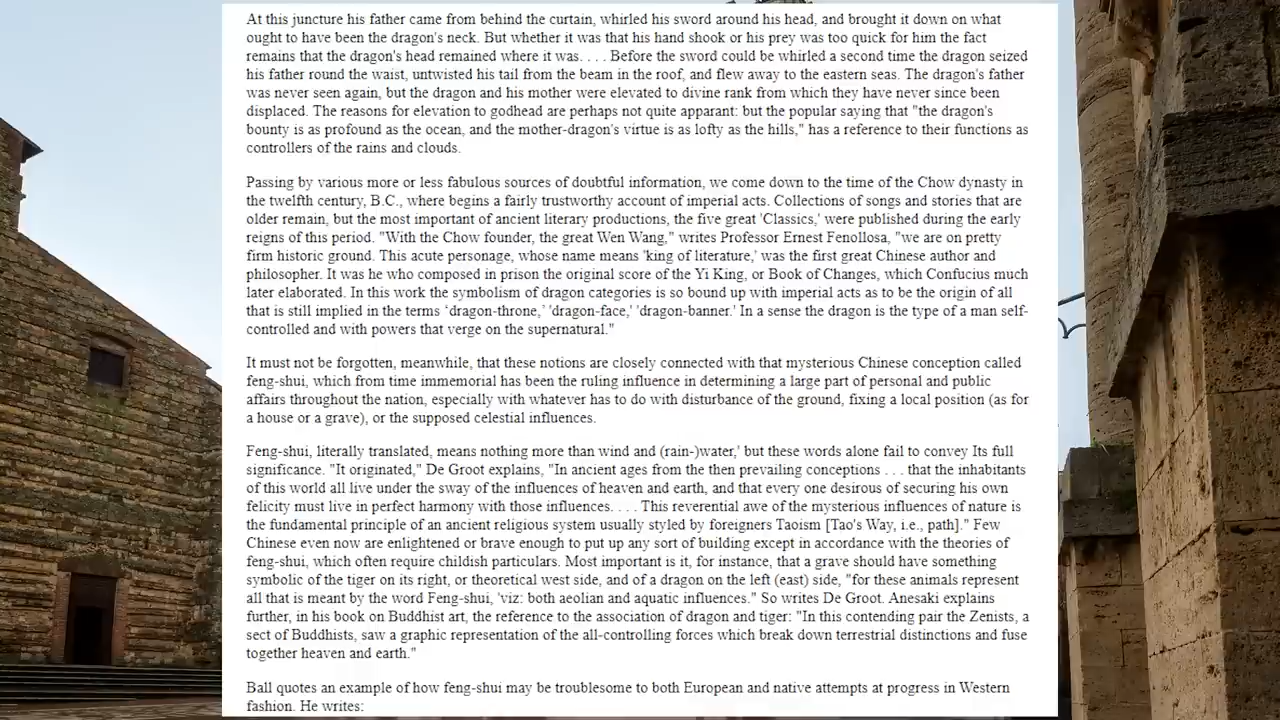 At this juncture his father came from behind the curtain, whirled his sword around his head, and brought it down on what
ought to have been the dragon's neck. But whether it was that his hand shook or his prey was too quick for him the fact
remains that the dragon's head remained where it was. . . . Before the sword could be whirled a second time the dragon seized
his father round the waist, untwisted his tail from the beam in the roof, and flew away to the eastern seas. The dragon's father
was never seen again, but the dragon and his mother were elevated to divine rank from which they have never since been
displaced. The reasons for elevation to godhead are perhaps not quite apparant: but the popular saying that "the dragon's
bounty is as profound as the ocean, and the mother-dragon's virtue is as lofty as the hills," has a reference to their functions as
controllers of the rains and clouds.
Passing by various more or less fabulous sources of doubtful information, we come down to the time of the Chow dynasty in
the twelfth century, B.C., where begins a fairly trustworthy account of imperial acts. Collections of songs and stories that are
older remain, but the most important of ancient literary productions, the five great 'Classics,' were published during the early
reigns of this period. "With the Chow founder, the great Wen Wang," writes Professor Ernest Fenollosa, "we are on pretty
firm historic ground. This acute personage, whose name means 'king of literature,' was the first great Chinese author and
philosopher. It was he who composed in prison the original score of the Yi King, or Book of Changes, which Confucius much
later elaborated. In this work the symbolism of dragon categories is so bound up with imperial acts as to be the origin of all
that is still implied in the terms 'dragon-throne,' 'dragon-face,' 'dragon-banner.' In a sense the dragon is the type of a man self-
controlled and with powers that verge on the supernatural."
It must not be forgotten, meanwhile, that these notions are closely connected with that mysterious Chinese conception called
feng-shui, which from time immemorial has been the ruling influence in determining a large part of personal and public
affairs throughout the nation, especially with whatever has to do with disturbance of the ground, fixing a local position (as for
a house or a grave), or the supposed celestial influences.
Feng-shui, literally translated, means nothing more than wind and (rain-)water,' but these words alone fail to convey Its full
significance. "It originated," De Groot explains, "In ancient ages from the then prevailing conceptions . . . that the inhabitants
of this world all live under the sway of the influences of heaven and earth, and that every one desirous of securing his own
felicity must live in perfect harmony with those influences. . . . This reverential awe of the mysterious influences of nature is
the fundamental principle of an ancient religious system usually styled by foreigners Taoism [Tao's Way, i.e., path]." Few
Chinese even now are enlightened or brave enough to put up any sort of building except in accordance with the theories of
feng-shui, which often require childish particulars. Most important is it, for instance, that a grave should have something
symbolic of the tiger on its right, or theoretical west side, and of a dragon on the left (east) side, "for these animals represent
all that is meant by the word Feng-shui, 'viz: both aeolian and aquatic influences." So writes De Groot. Anesaki explains
further, in his book on Buddhist art, the reference to the association of dragon and tiger: "In this contending pair the Zenists, a
sect of Buddhists, saw a graphic representation of the all-controlling forces which break down terrestrial distinctions and fuse
together heaven and earth."
Ball quotes an example of how feng-shui may be troublesome to both European and native attempts at progress in Western
fashion. He writes: